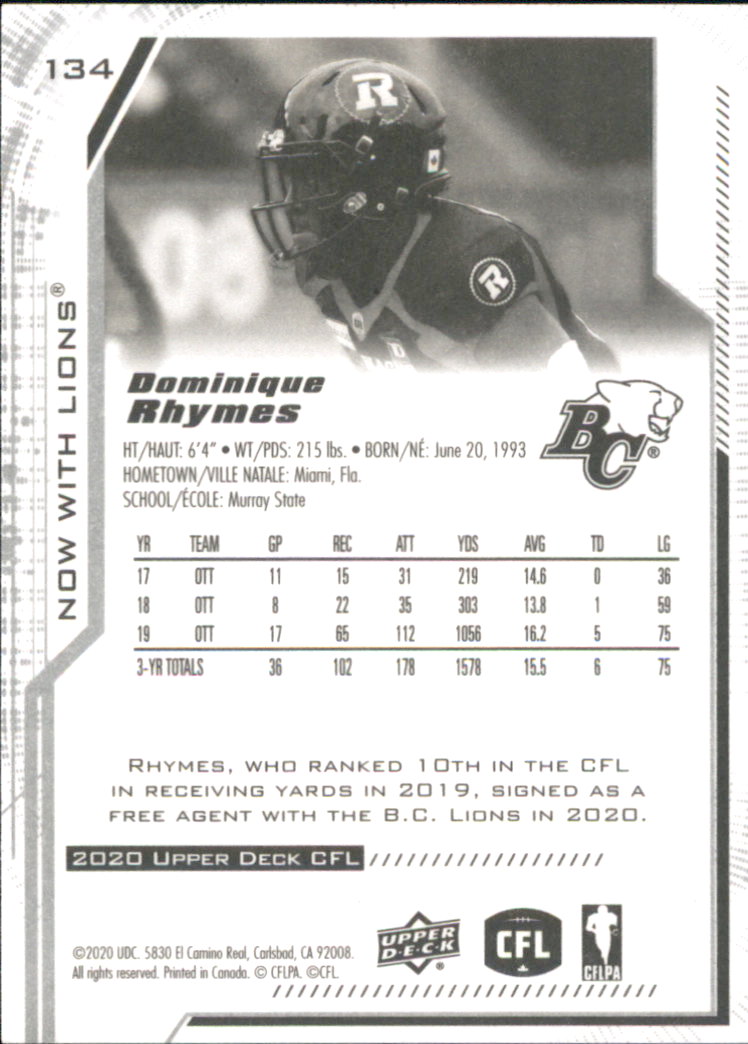 134
R
R
NOW WITH LIONS®
Dominique
Rhymes
BC®
HT/HAUT: 6'4" • WT/PDS: 215 lbs. • BORN/NÉ: June 20, 1993
HOMETOWN/VILLE NATALE: Miami, Fla.
SCHOOL/ÉCOLE: Murray State
YR TEAM GP REC ATT YDS AVG TD LG
17 OTT 11 15 31 219 14.6 0 36
18 OTT 8 22 35 303 13.8 1 59
19 OTT 17 65 112 1056 16.2 5 75
3-YR TOTALS 36 102 178 1578 15.5 6 75
RHYMES, WHO RANKED 10TH IN THE CFL
IN RECEIVING YARDS IN 2019, SIGNED AS A
FREE AGENT WITH THE B.C. LIONS IN 2020.
2020 UPPER DECK CFL
©2020 UDC. 5830 El Camino Real, Carlsbad, CA 92008.
All rights reserved. Printed in Canada. © CFLPA. ©CFL.
UPPER
D·E·C·K®
CFL
CFLPA